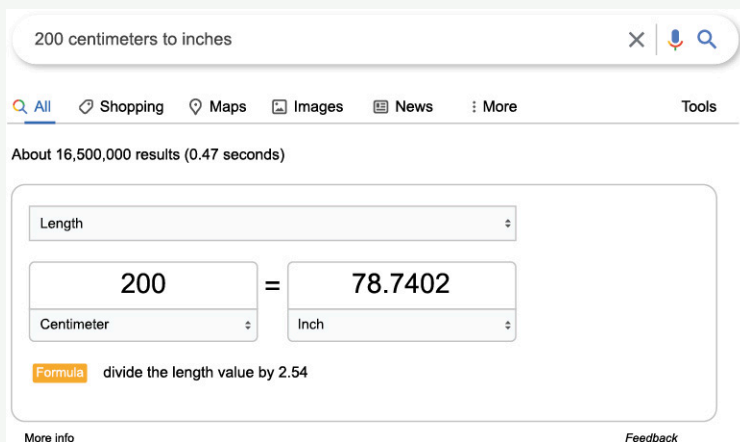 200 centimeters to inches
All Shopping Maps Images News More Tools
About 16,500,000 results (0.47 seconds)
Length
200 = 78.7402
Centimeter Inch
Formula divide the length value by 2.54
More info Feedback